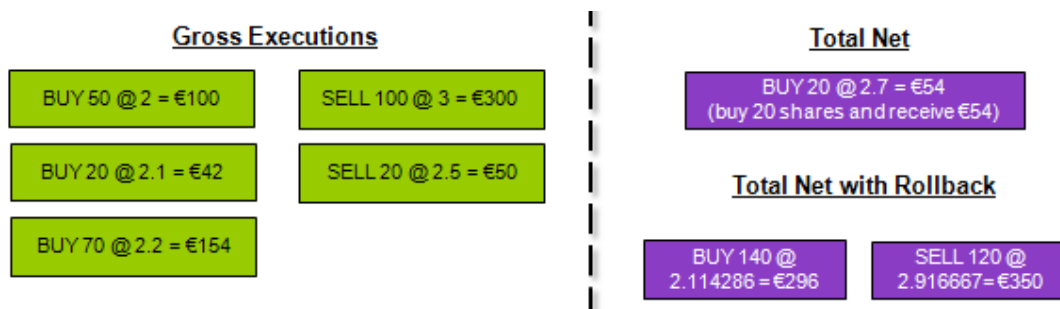 Gross Executions
BUY 50 @ 2 = €100
SELL 100 @ 3 = €300
BUY 20 @ 2.1 = €42
SELL 20 @ 2.5 = €50
BUY 70 @ 2.2 = €154
Total Net
BUY 20 @ 2.7 = €54
(buy 20 shares and receive €54)
Total Net with Rollback
BUY 140 @
2.114286 = €296
SELL 120 @
2.916667= €350